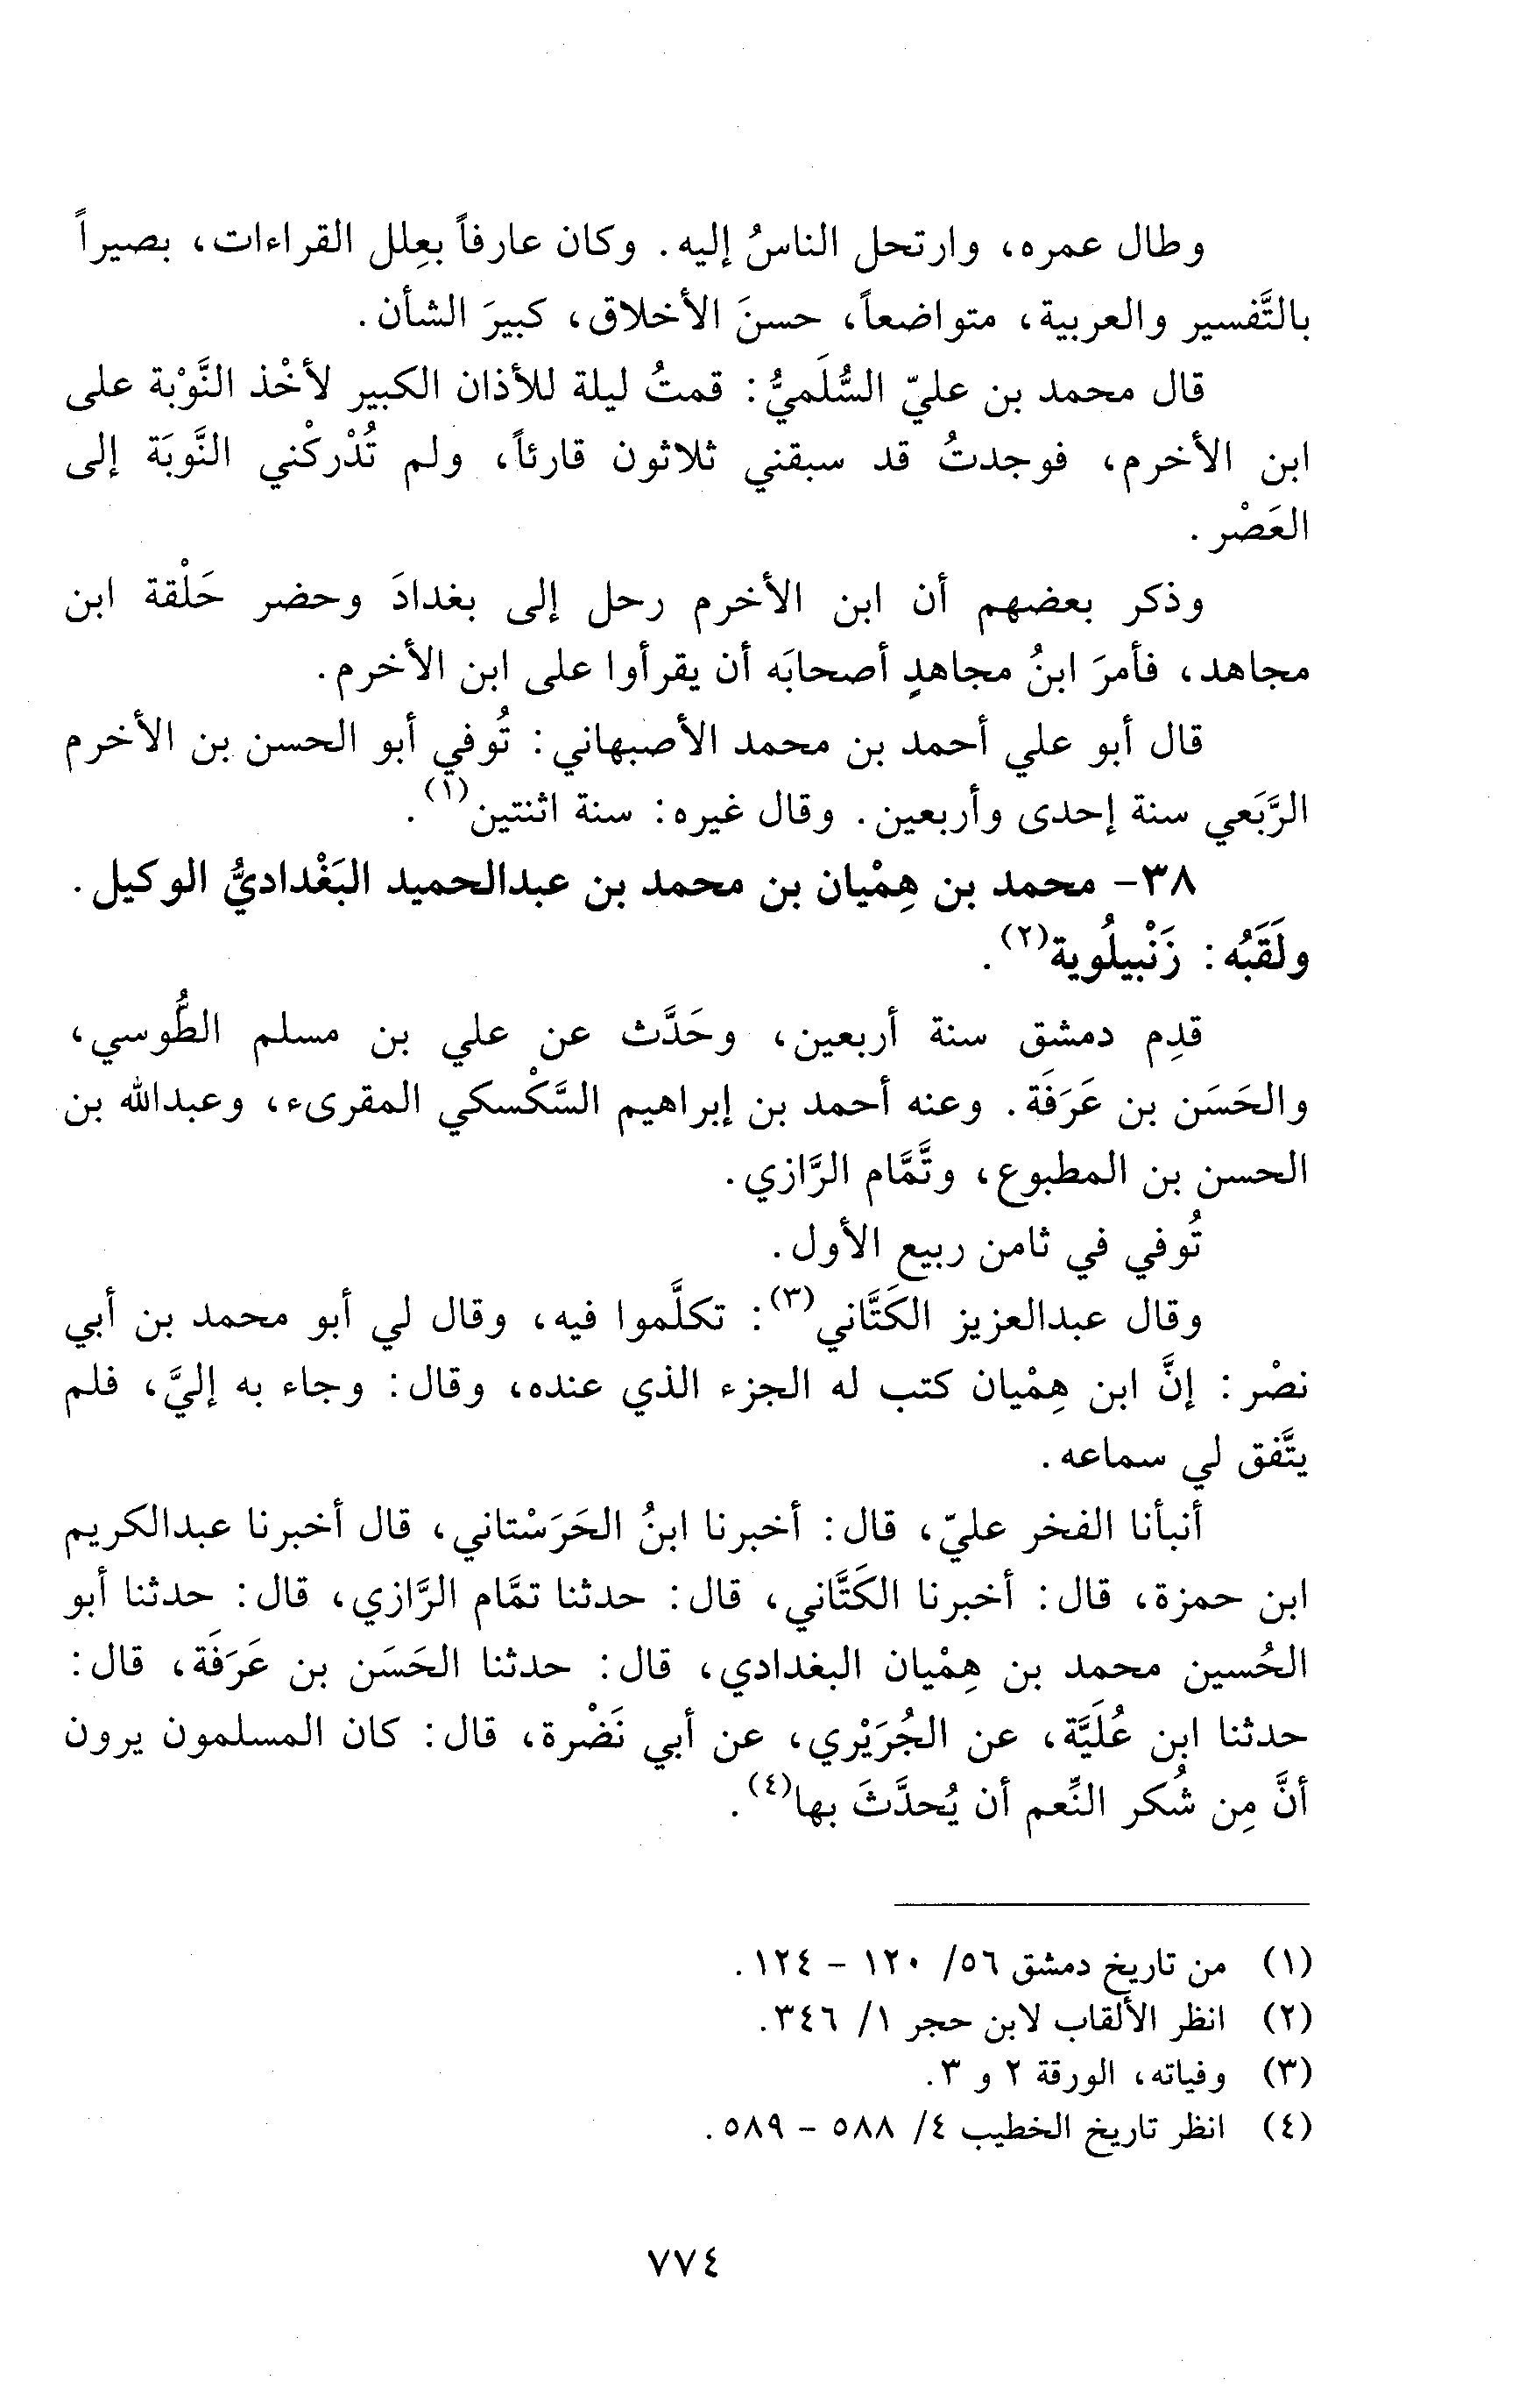 وطال عمره، وارتحل الناسُ إليه. وكان عارفاً بعِلل القراءات، بصيراً
بالتَّفسير والعربية، متواضعاً، حسنَ الأخلاق، كبيرَ الشأن.
قال محمد بن عليّ السُّلَميُّ: قمتُ ليلة للأذان الكبير لأخْذ النَّوْبة على
ابن الأخرم، فوجدتُ قد سبقني ثلاثون قارئاً، ولم تُدْركْني النَّوبَة إلى
العَصْر.
وذكر بعضهم أن ابن الأخرم رحل إلى بغدادَ وحضر حَلْقة ابن
مجاهد، فأمرَ ابنُ مجاهدٍ أصحابَه أن يقرأوا على ابن الأخرم.
قال أبو علي أحمد بن محمد الأصبهاني: تُوفي أبو الحسن بن الأخرم
الرَّبَعي سنة إحدى وأربعين. وقال غيره: سنة اثنتين(١).
٣٨- محمد بن هِمْيان بن محمد بن عبدالحميد البَغْداديُّ الوكيل.
ولَقَبُه: زَنْبيلُوية(٢).
قدِم دمشق سنة أربعين، وحَدَّث عن علي بن مسلم الطُّوسي،
والحَسَن بن عَرَفَة. وعنه أحمد بن إبراهيم السَّكْسكي المقرىء، وعبدالله بن
الحسن بن المطبوع، وتَّمَّام الرَّازي.
تُوفي في ثامن ربيع الأول.
وقال عبدالعزيز الكَتَّاني(٣): تكلَّموا فيه، وقال لي أبو محمد بن أبي
نصْر: إنَّ ابن هِمْيان كتب له الجزء الذي عنده، وقال: وجاء به إليَّ، فلم
يتَّفق لي سماعه.
أنبأنا الفخر عليّ، قال: أخبرنا ابنُ الحَرَسْتاني، قال أخبرنا عبدالكريم
ابن حمزة، قال: أخبرنا الكَتَّاني، قال: حدثنا تمَّام الرَّازي، قال: حدثنا أبو
الحُسين محمد بن هِمْيان البغدادي، قال: حدثنا الحَسَن بن عَرَفَة، قال:
حدثنا ابن عُلَيَّة، عن الجُرَيْري، عن أبي نَضْرة، قال: كان المسلمون يرون
أنَّ مِن شُكر النِّعم أن يُحدَّثَ بها(٤).
(١) من تاريخ دمشق ٥٦/ ١٢٠ - ١٢٤.
(٢) انظر الألقاب لابن حجر ١/ ٣٤٦.
(٣) وفياته، الورقة ٢ و ٣.
(٤) انظر تاريخ الخطيب ٤/ ٥٨٨ - ٥٨٩.
٧٧٤